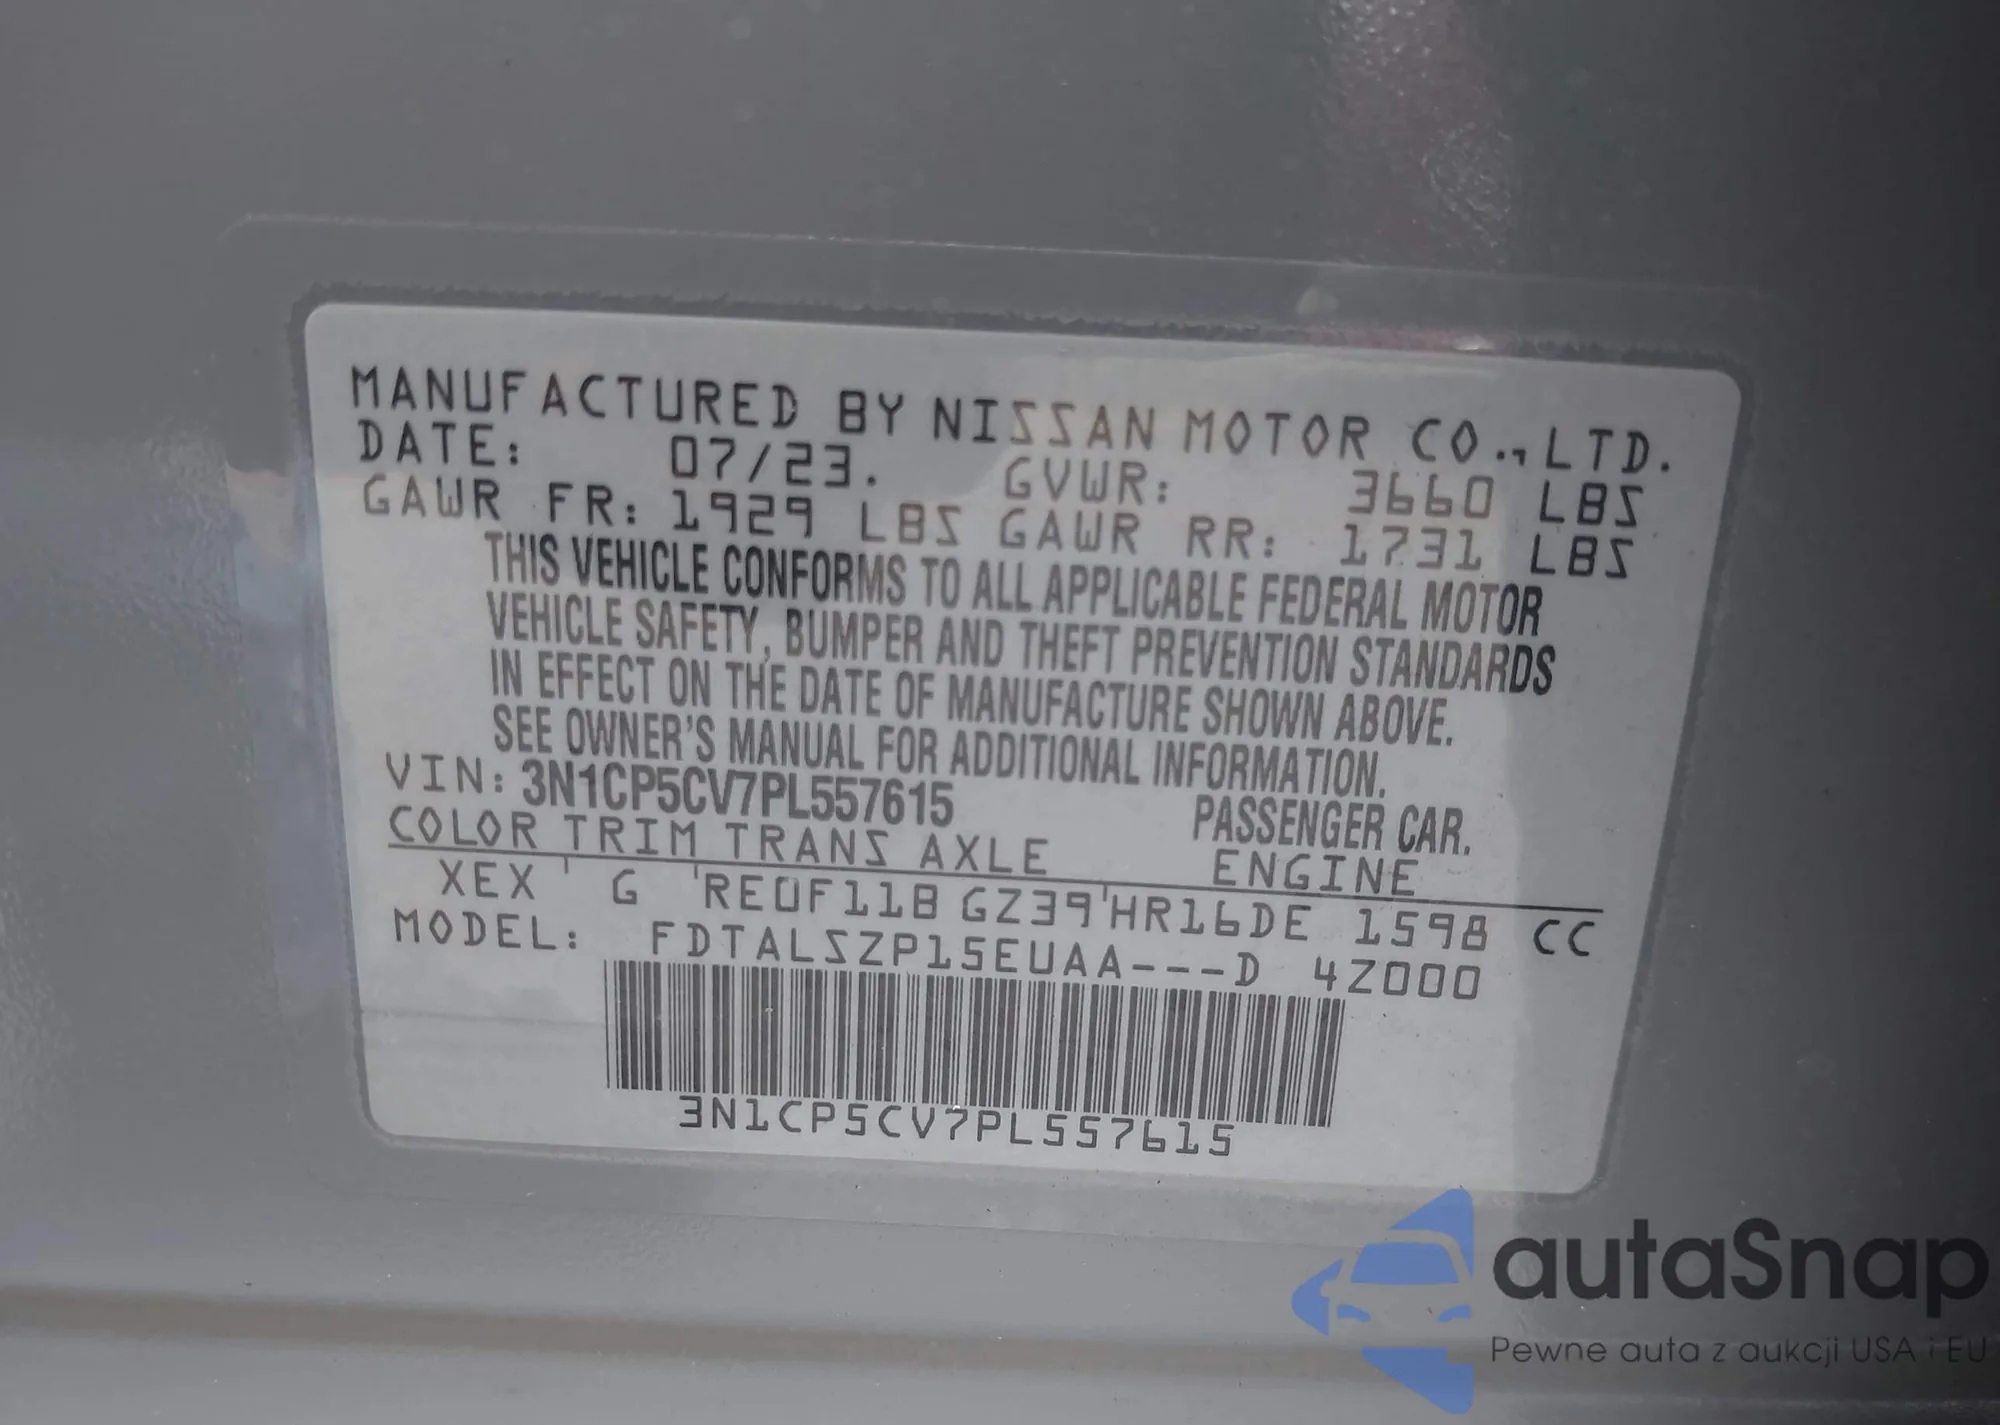 MANUFACTURED BY NISSAN MOTOR CO., LTD.
DATE: 07/23. GVWR: 3660 LBS
GAWR FR: 1929 LBS GAWR RR: 1731 LBS
THIS VEHICLE CONFORMS TO ALL APPLICABLE FEDERAL MOTOR
VEHICLE SAFETY, BUMPER AND THEFT PREVENTION STANDARDS
IN EFFECT ON THE DATE OF MANUFACTURE SHOWN ABOVE.
SEE OWNER'S MANUAL FOR ADDITIONAL INFORMATION.
VIN: 3N1CP5CV7PL557615 PASSENGER CAR.
COLOR TRIM TRANS AXLE ENGINE
XEX ' G 'RE0F11B GZ39'HR16DE 1598 CC
MODEL: FDTALSZP15EUAA---D 4Z000
3N1CP5CV7PL557615
autaSnap
Pewne auta z aukcji USA i EU